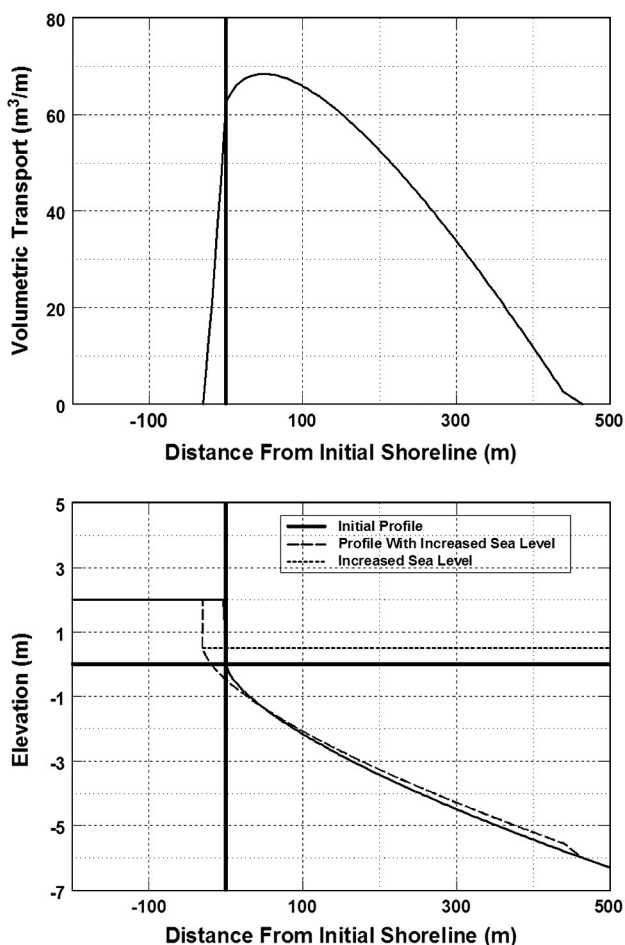 80
60
40
20
0
Volumetric Transport (m³/m)
-100 100 300 500
Distance From Initial Shoreline (m)
5
3
1
-1
-3
-5
-7
Elevation (m)
Initial Profile
Profile With Increased Sea Level
Increased Sea Level
-100 100 300 500
Distance From Initial Shoreline (m)